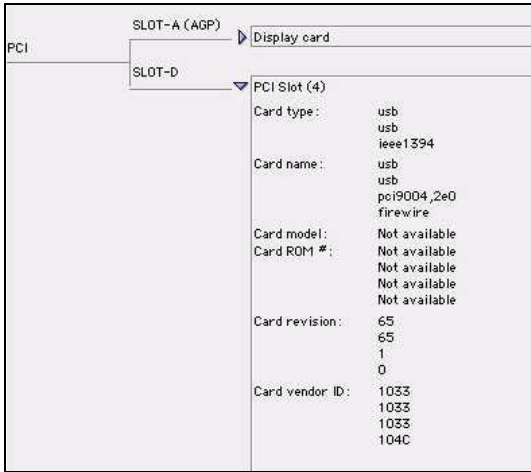 SLOT-A (AGP)
Display card
PCI
SLOT-D
PCI Slot (4)
Card type: usb
usb
ieee1394
Card name: usb
usb
pci9004,2e0
firewire
Card model: Not available
Card ROM #: Not available
Not available
Not available
Not available
Card revision: 65
65
1
0
Card vendor ID: 1033
1033
1033
104C